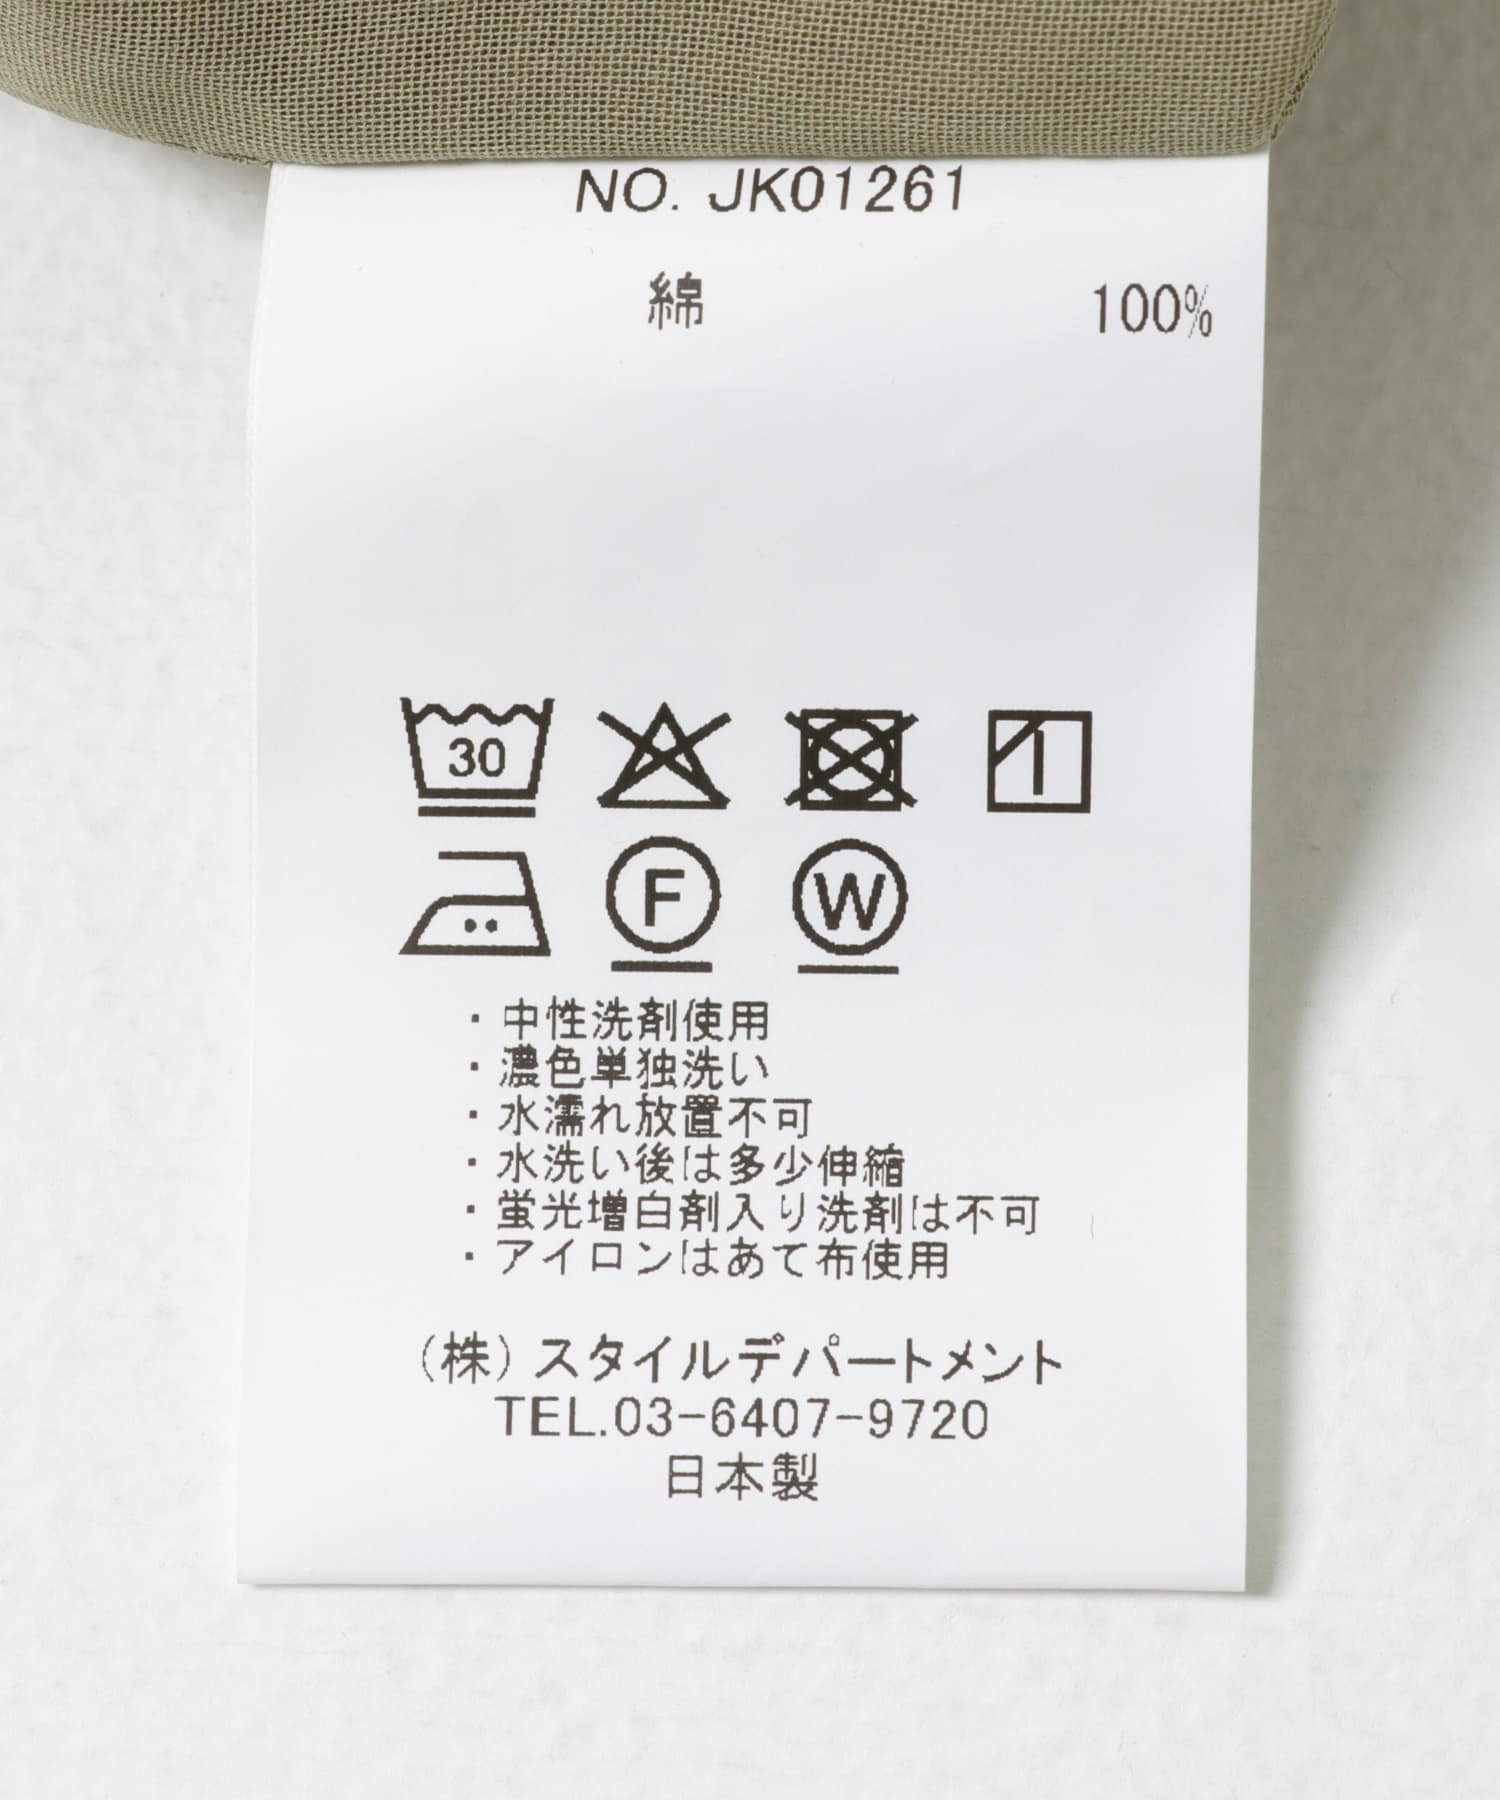 NO. JK01261
綿 100%
30
F W
・中性洗剤使用
・濃色単独洗い
・水濡れ放置不可
・水洗い後は多少伸縮
・蛍光増白剤入り洗剤は不可
・アイロンはあて布使用
(株) スタイルデパートメント
TEL.03-6407-9720
日本製